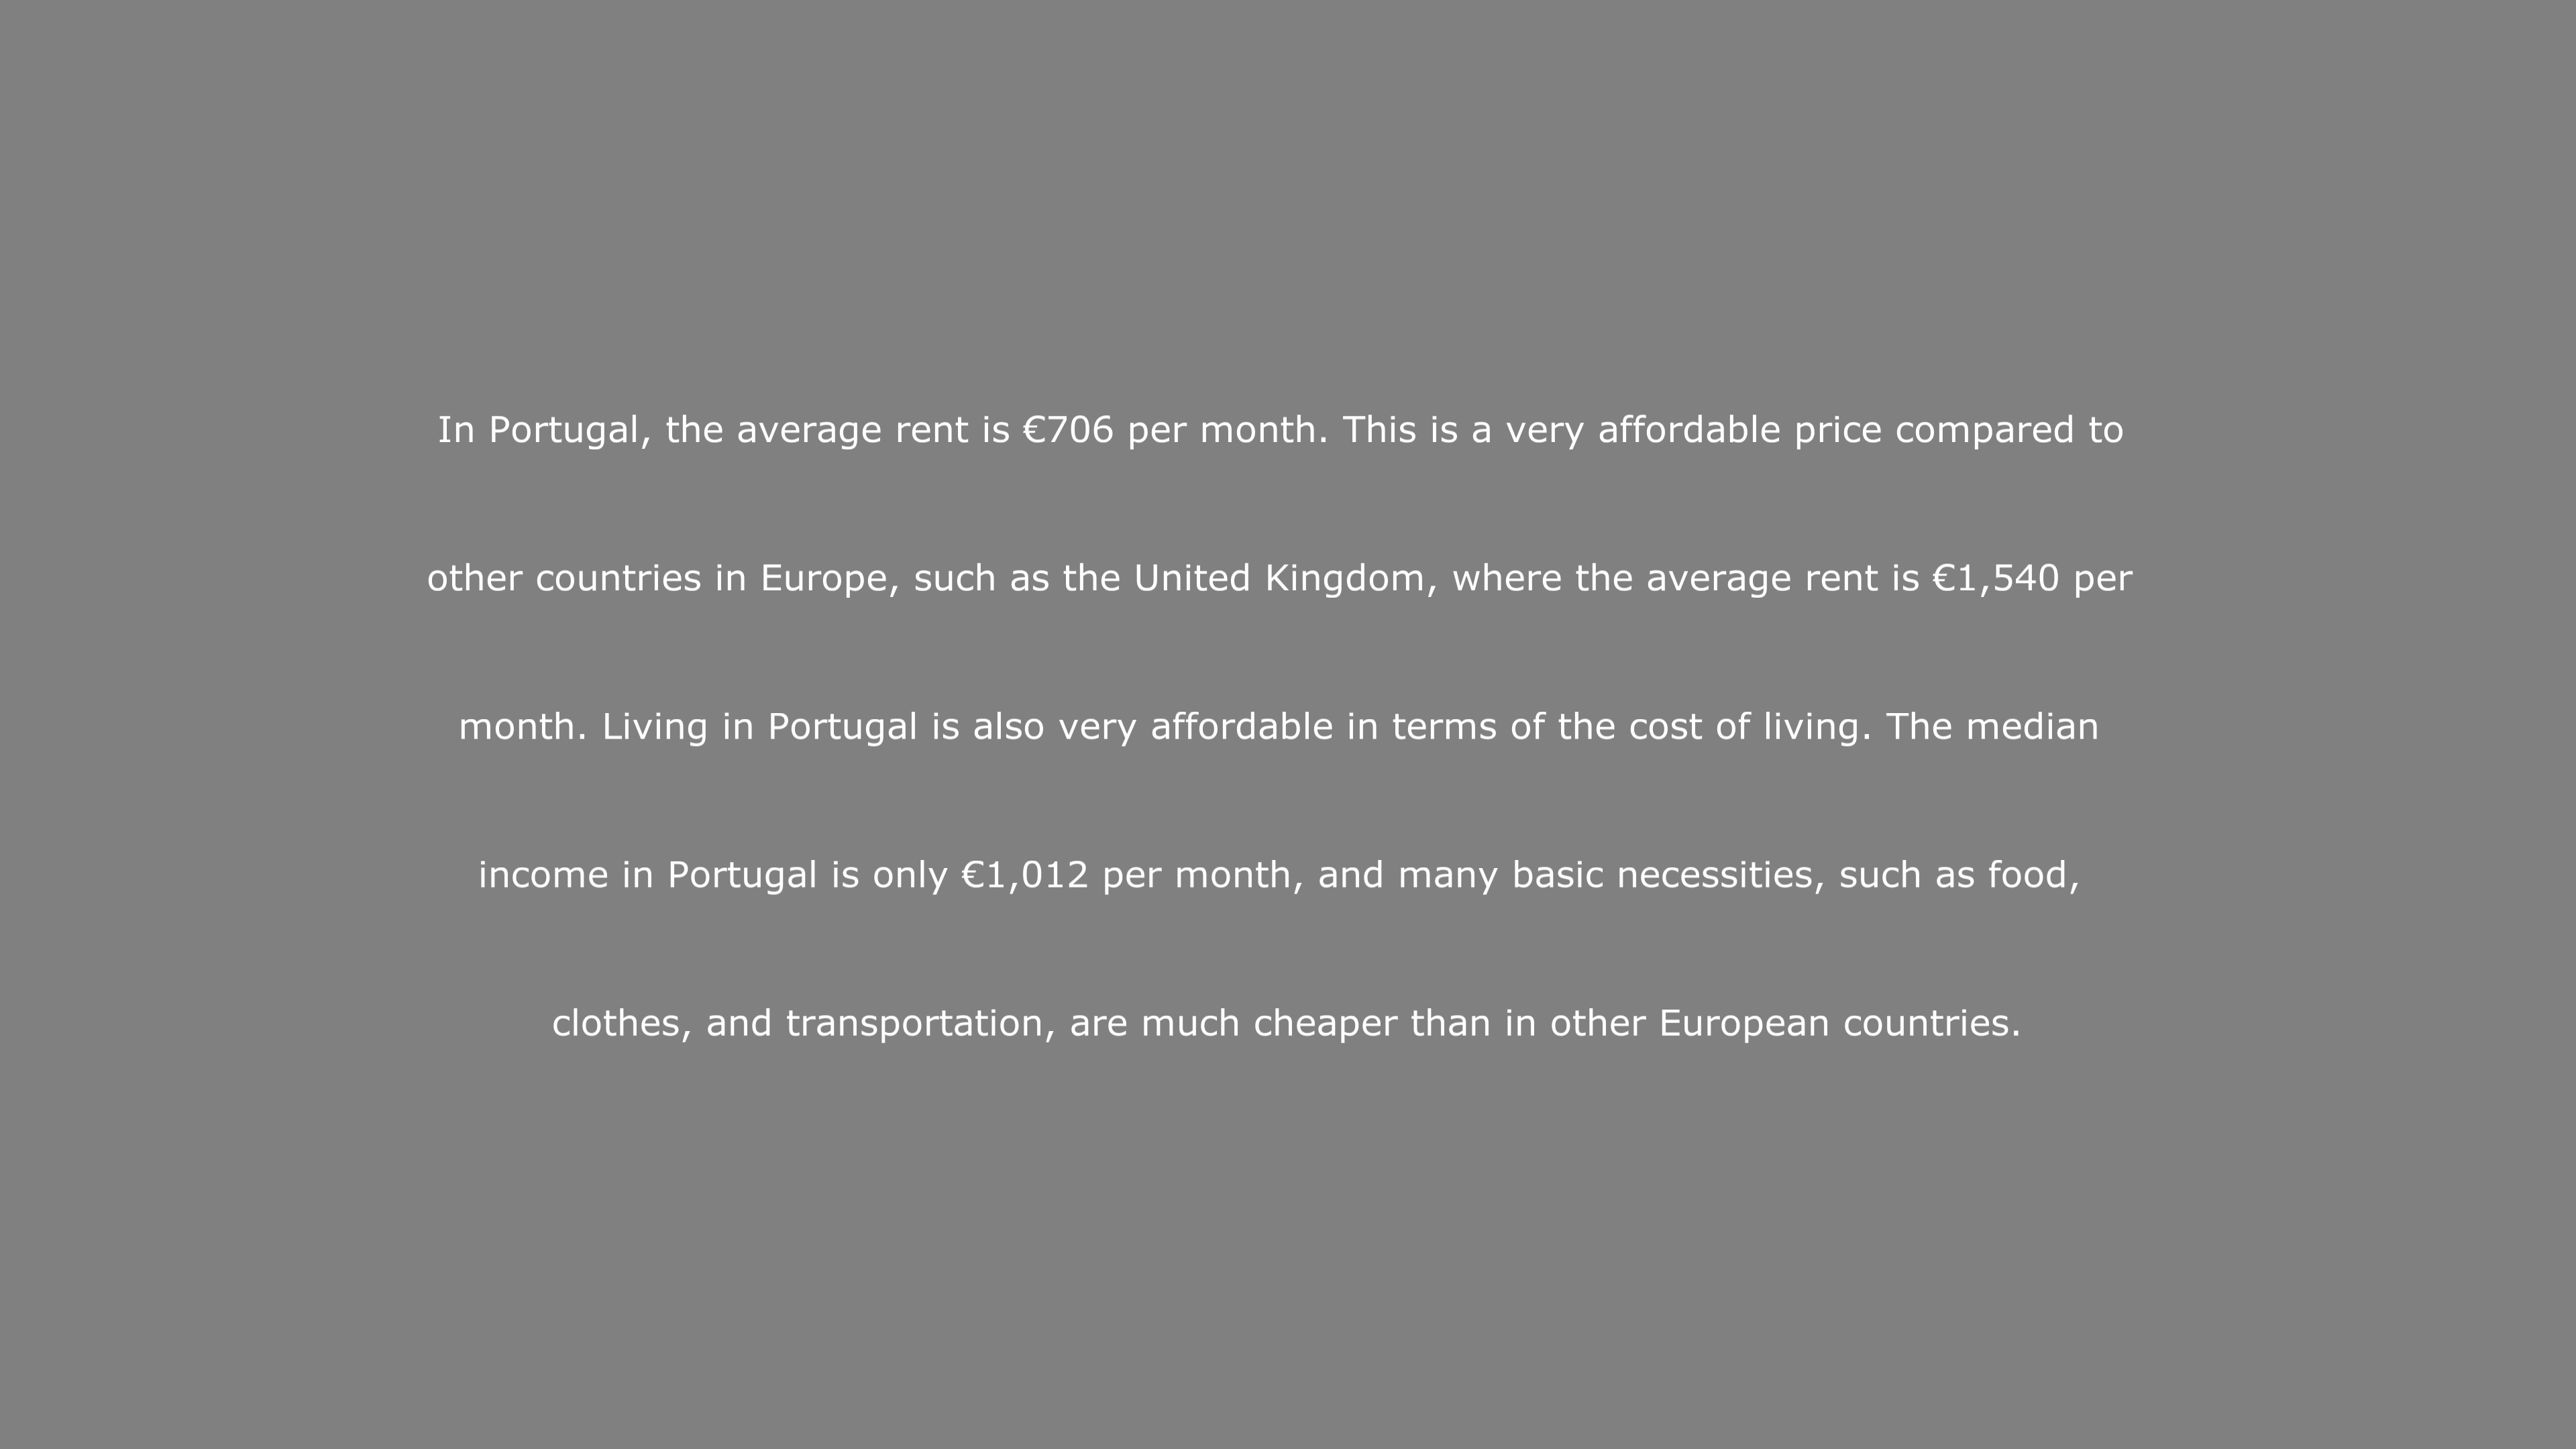 In Portugal, the average rent is €706 per month. This is a very affordable price compared to
other countries in Europe, such as the United Kingdom, where the average rent is €1,540 per
month. Living in Portugal is also very affordable in terms of the cost of living. The median
income in Portugal is only €1,012 per month, and many basic necessities, such as food,
clothes, and transportation, are much cheaper than in other European countries.